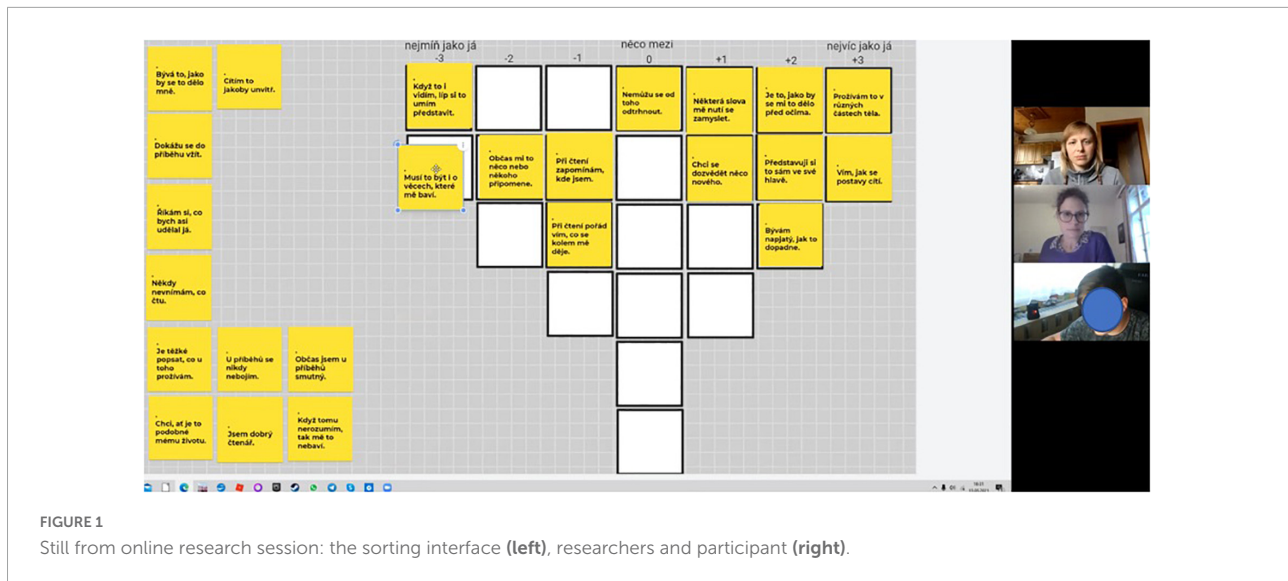 nejmíň jako já
něco mezi
nejvíc jako já
-3
-2
-1
0
+1
+2
+3
Bývá to, jako
by se to dělo
mně.
Cítím to
jakoby unvitř.
Dokážu se do
příběhu vžít.
Říkám si, co
bych asi
udělal já.
Někdy
nevnímám, co
čtu.
Je těžké
popsat, co u
toho
prožívám.
U příběhů se
nikdy
nebojím.
Občas jsem u
příběhů
smutný.
Chci, ať je to
podobné
mému životu.
Jsem dobrý
čtenář.
Když tomu
nerozumím,
tak mě to
nebaví.
Když to i
vidím, líp si to
umím
představit.
Nemůžu se od
toho
odtrhnout.
Některá slova
mě nutí se
zamyslet.
Je to, jako by
se mi to dělo
před očima.
Prožívám to v
různých
částech těla.
Musí to být i o
věcech, které
mě baví.
Občas mi to
něco nebo
někoho
připomene.
Při čtení
zapomínám,
kde jsem.
Chci se
dozvědět něco
nového.
Představuji si
to sám ve své
hlavě.
Vím, jak se
postavy cítí.
Při čtení pořád
vím, co se
kolem mě
děje.
Bývám
napjatý, jak to
dopadne.
FIGURE 1
Still from online research session: the sorting interface (left), researchers and participant (right).